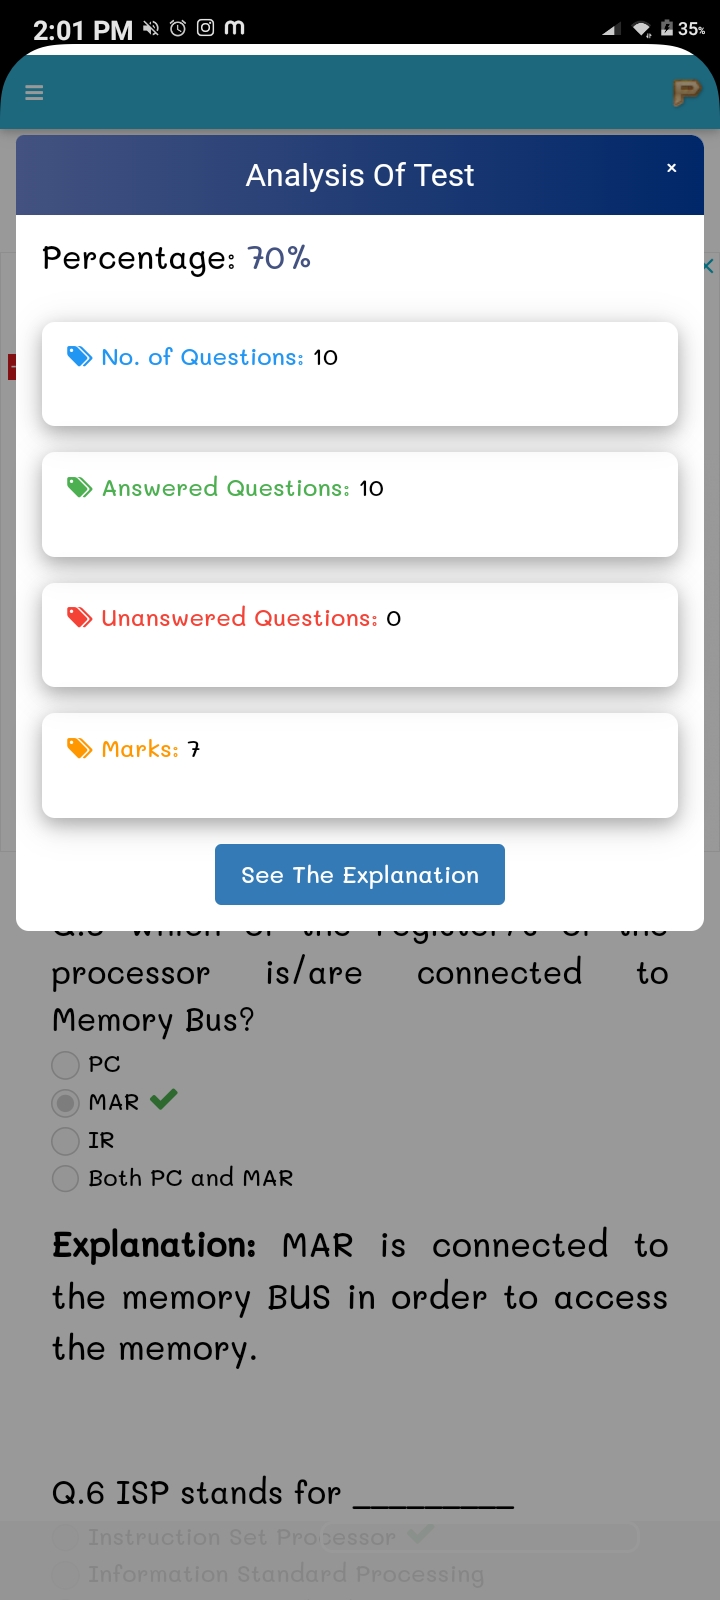 2:01 PM
35%
Analysis Of Test
×
Percentage: 70%
No. of Questions: 10
Answered Questions: 10
Unanswered Questions: 0
Marks: 7
See The Explanation
processor is/are connected to
Memory Bus?
PC
MAR
IR
Both PC and MAR
Explanation: MAR is connected to
the memory BUS in order to access
the memory.
Q.6 ISP stands for __________
Instruction Set Processor
Information Standard Processing